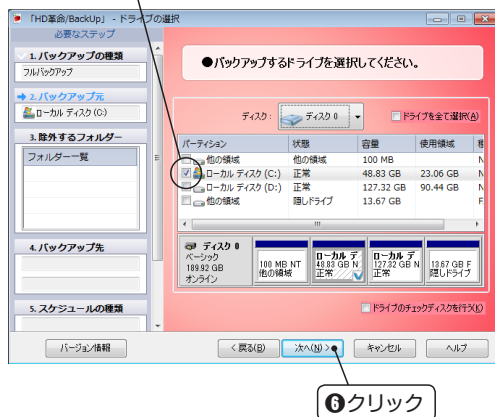 「HD革命/BackUp」 - ドライブの選択
必要なステップ
1. バックアップの種類
フルバックアップ
2. バックアップ元
ローカル ディスク (C:)
3. 除外するフォルダー
フォルダー一覧
4. バックアップ先
5. スケジュールの種類
●バックアップするドライブを選択してください。
ディスク: ディスク 0 ドライブを全て選択(A)
パーティション 状態 容量 使用領域
他の領域 他の領域 100 MB N
ローカル ディスク (C:) 正常 48.83 GB 23.06 GB N
ローカル ディスク (D:) 正常 127.32 GB 90.44 GB N
他の領域 隠しドライブ 13.67 GB F
ディスク 0
ベーシック
189.92 GB
オンライン
100 MB NT
他の領域
ローカル デ
48.83 GB N
正常
ローカル デ
127.32 GB N
正常
13.67 GB F
隠しドライブ
ドライブのチェックディスクを行う(K)
バージョン情報 < 戻る(B) 次へ(N) > キャンセル ヘルプ
❻クリック